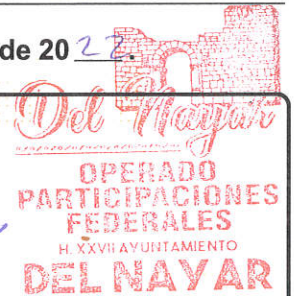 de 20 22.
Del Nayar
OPERADO
PARTICIPACIONES
FEDERALES
H. XXVII AYUNTAMIENTO
DEL NAYAR